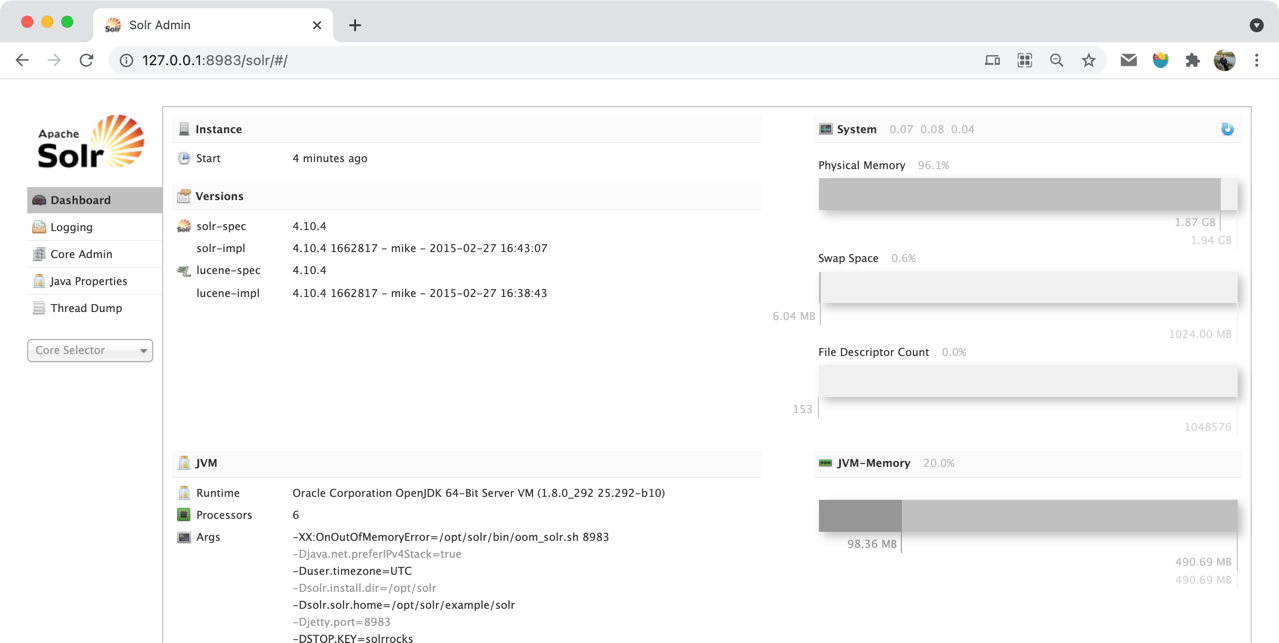 Solr Admin
127.0.0.1:8983/solr/#/
Apache
Solr
Dashboard
Logging
Core Admin
Java Properties
Thread Dump
Core Selector
Instance
Start 4 minutes ago
Versions
solr-spec 4.10.4
solr-impl 4.10.4 1662817 - mike - 2015-02-27 16:43:07
lucene-spec 4.10.4
lucene-impl 4.10.4 1662817 - mike - 2015-02-27 16:38:43
JVM
Runtime Oracle Corporation OpenJDK 64-Bit Server VM (1.8.0_292 25.292-b10)
Processors 6
Args -XX:OnOutOfMemoryError=/opt/solr/bin/oom_solr.sh 8983
-Djava.net.preferIPv4Stack=true
-Duser.timezone=UTC
-Dsolr.install.dir=/opt/solr
-Dsolr.solr.home=/opt/solr/example/solr
-Djetty.port=8983
-DSTOP.KEY=solrrocks
System 0.07 0.08 0.04
Physical Memory 96.1%
1.87 GB
1.94 GB
Swap Space 0.6%
6.04 MB
1024.00 MB
File Descriptor Count 0.0%
153
1048576
JVM-Memory 20.0%
98.36 MB
490.69 MB
490.69 MB